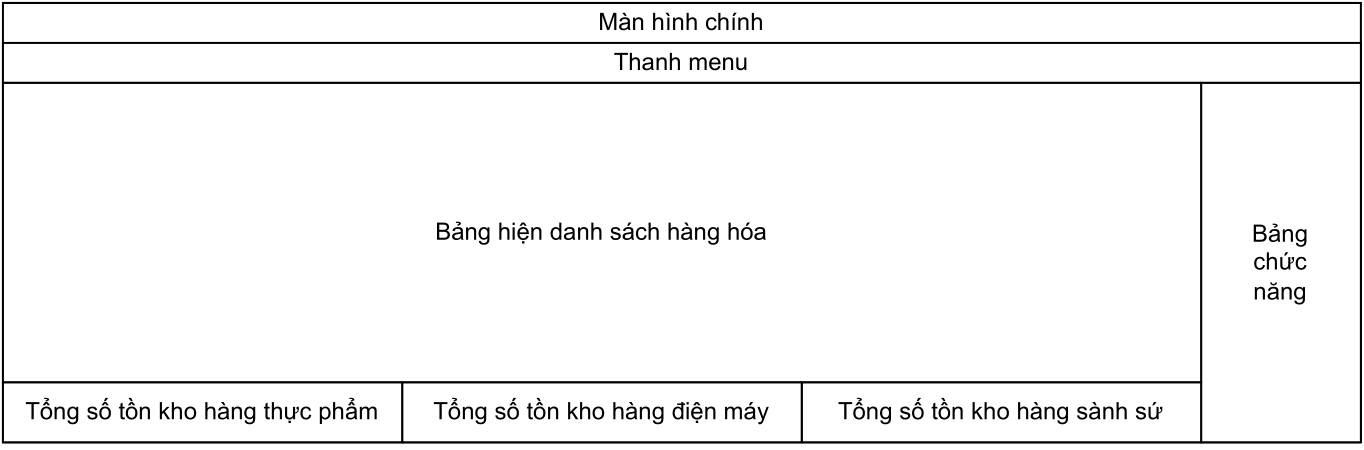 Màn hình chính
Thanh menu
Bảng hiện danh sách hàng hóa
Bảng
chức
năng
Tổng số tồn kho hàng thực phẩm
Tổng số tồn kho hàng điện máy
Tổng số tồn kho hàng sành sứ